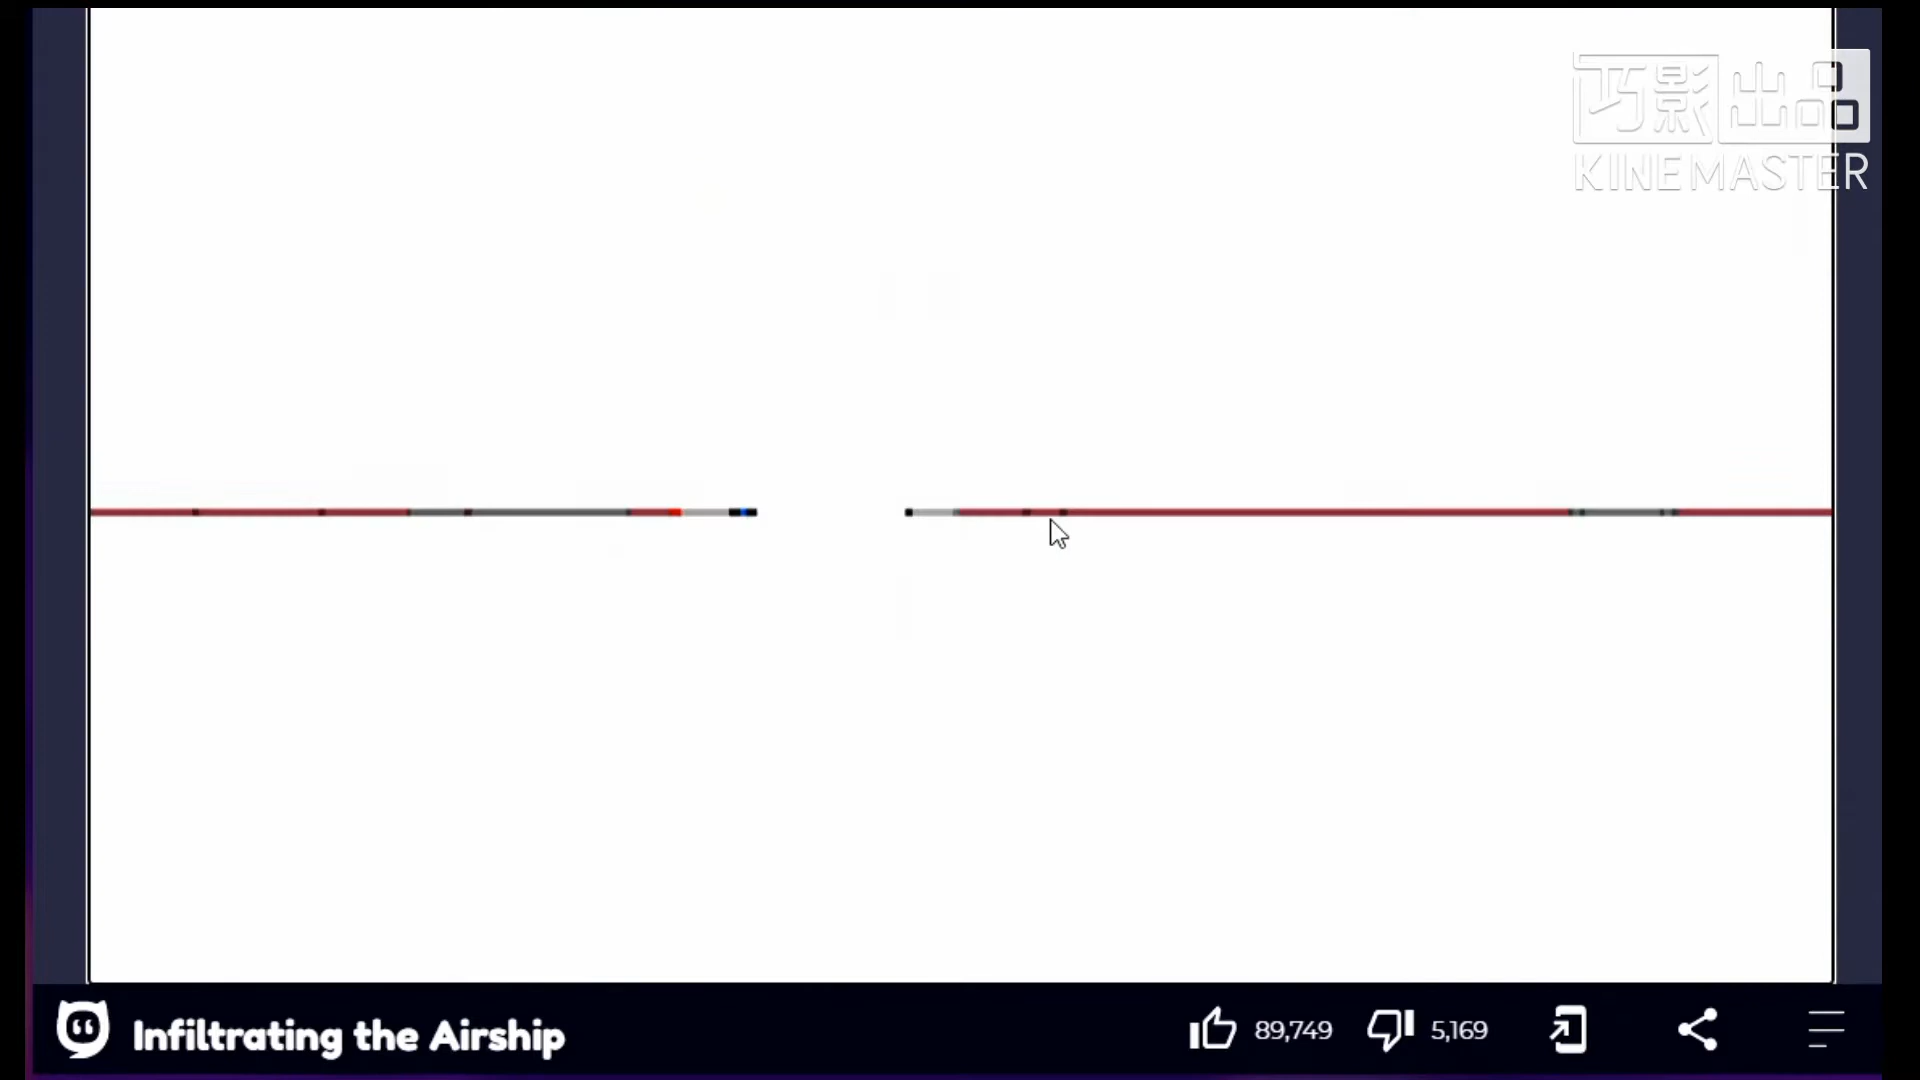 巧影出品
KINEMASTER
Infiltrating the Airship
89,749
5,169